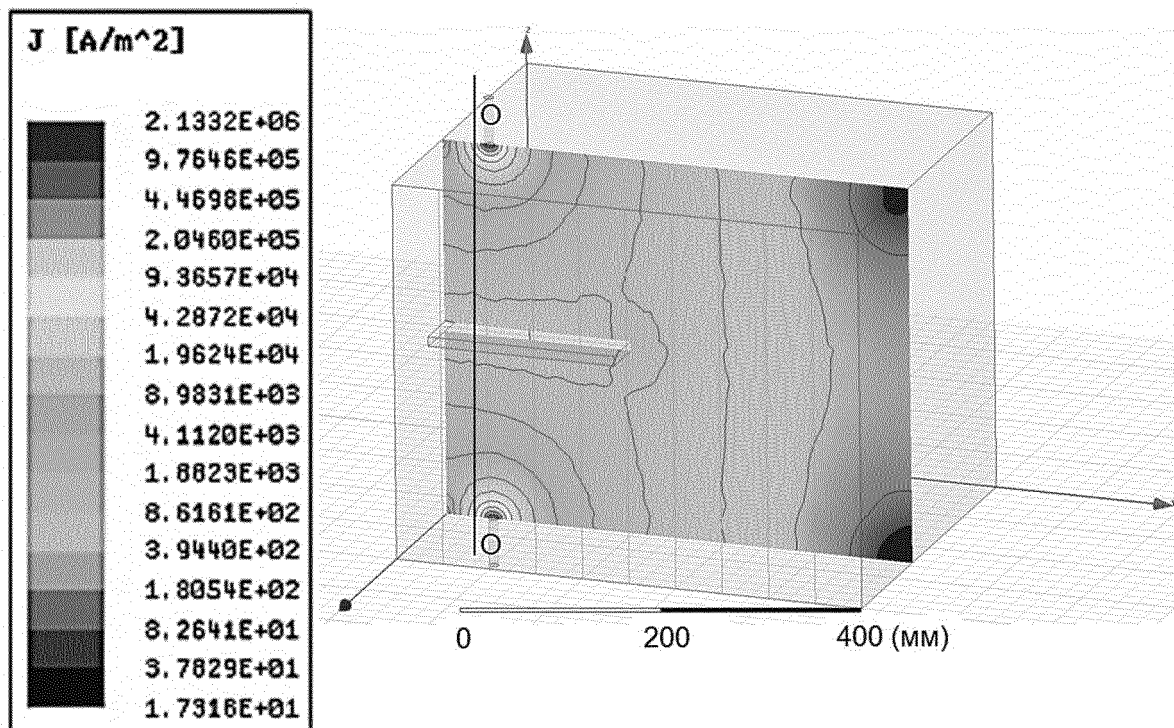 J [A/m^2]
2.1332E+06
9.7646E+05
4.4698E+05
2.0460E+05
9.3657E+04
4.2872E+04
1.9624E+04
8.9831E+03
4.1120E+03
1.8823E+03
8.6161E+02
3.9440E+02
1.8054E+02
8.2641E+01
3.7829E+01
1.7316E+01
z
O
O
0
200
400 (мм)